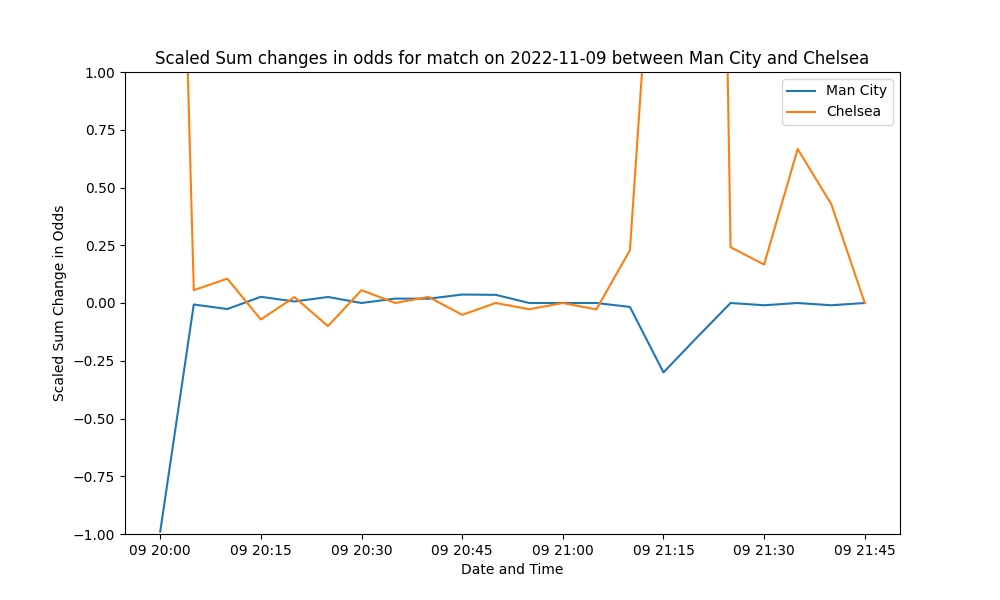 Scaled Sum changes in odds for match on 2022-11-09 between Man City and Chelsea
1.00
0.75
0.50
0.25
0.00
−0.25
−0.50
−0.75
−1.00
Scaled Sum Change in Odds
Man City
Chelsea
09 20:00 09 20:15 09 20:30 09 20:45 09 21:00 09 21:15 09 21:30 09 21:45
Date and Time